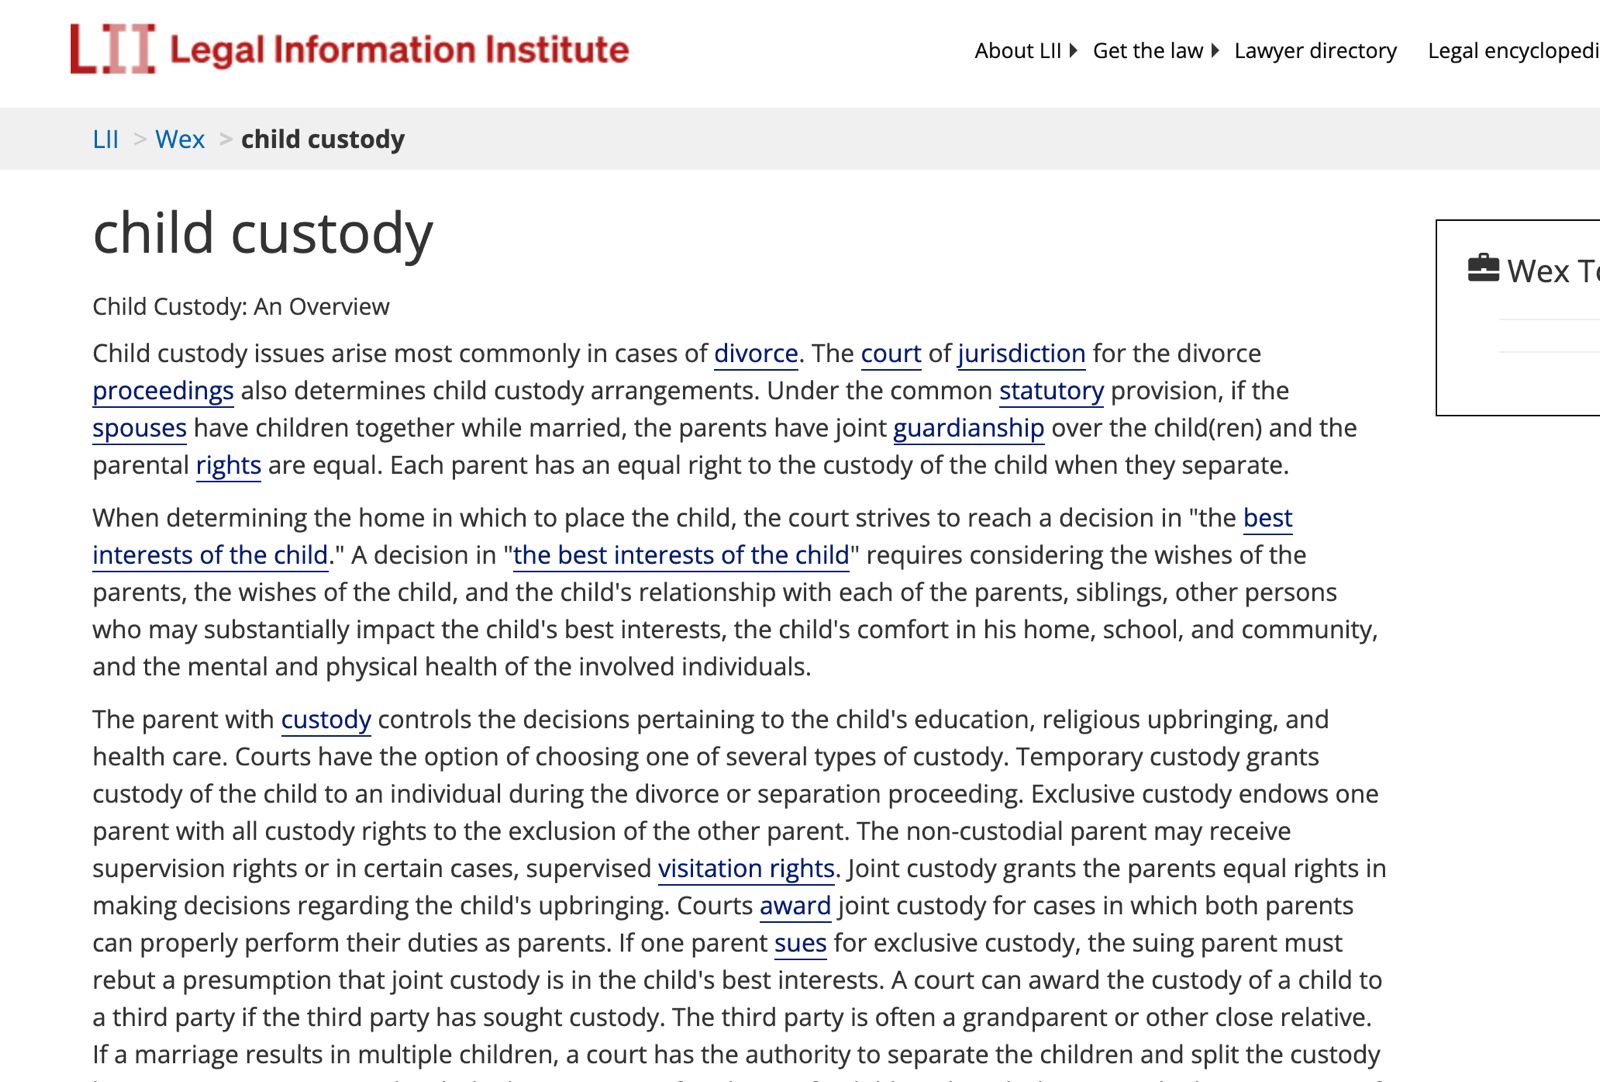 LII Legal Information Institute
About LII Get the law Lawyer directory Legal encyclopedi
LII > Wex > child custody
child custody
Wex To
Child Custody: An Overview
Child custody issues arise most commonly in cases of divorce. The court of jurisdiction for the divorce
proceedings also determines child custody arrangements. Under the common statutory provision, if the
spouses have children together while married, the parents have joint guardianship over the child(ren) and the
parental rights are equal. Each parent has an equal right to the custody of the child when they separate.
When determining the home in which to place the child, the court strives to reach a decision in "the best
interests of the child." A decision in "the best interests of the child" requires considering the wishes of the
parents, the wishes of the child, and the child's relationship with each of the parents, siblings, other persons
who may substantially impact the child's best interests, the child's comfort in his home, school, and community,
and the mental and physical health of the involved individuals.
The parent with custody controls the decisions pertaining to the child's education, religious upbringing, and
health care. Courts have the option of choosing one of several types of custody. Temporary custody grants
custody of the child to an individual during the divorce or separation proceeding. Exclusive custody endows one
parent with all custody rights to the exclusion of the other parent. The non-custodial parent may receive
supervision rights or in certain cases, supervised visitation rights. Joint custody grants the parents equal rights in
making decisions regarding the child's upbringing. Courts award joint custody for cases in which both parents
can properly perform their duties as parents. If one parent sues for exclusive custody, the suing parent must
rebut a presumption that joint custody is in the child's best interests. A court can award the custody of a child to
a third party if the third party has sought custody. The third party is often a grandparent or other close relative.
If a marriage results in multiple children, a court has the authority to separate the children and split the custody